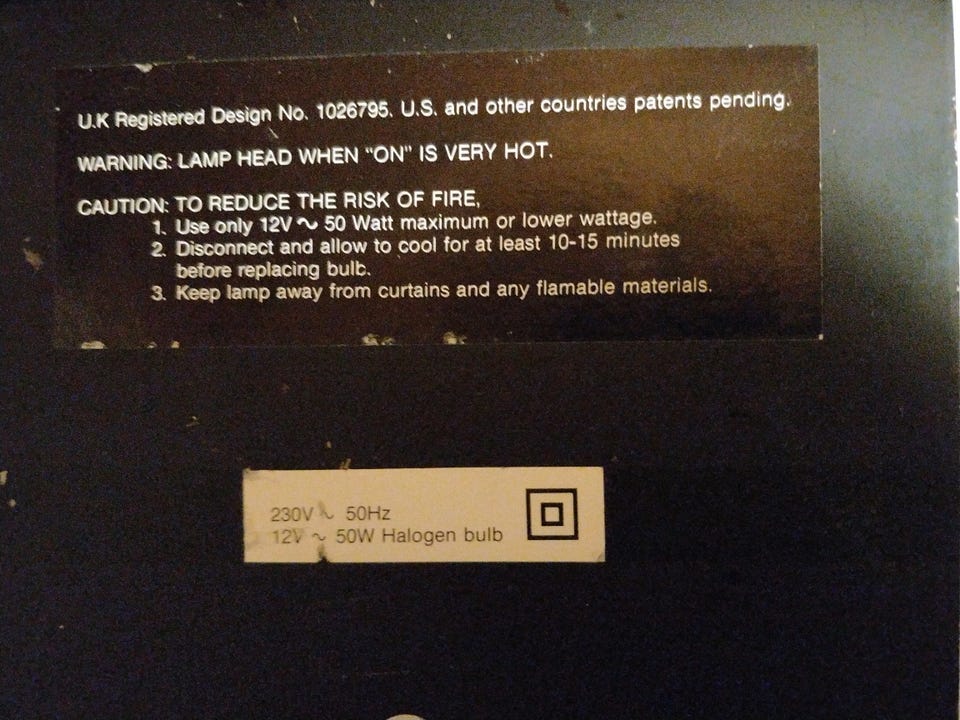 U.K Registered Design No. 1026795. U.S. and other countries patents pending.
WARNING: LAMP HEAD WHEN "ON" IS VERY HOT.
CAUTION: TO REDUCE THE RISK OF FIRE,
1. Use only 12V ~ 50 Watt maximum or lower wattage.
2. Disconnect and allow to cool for at least 10-15 minutes
before replacing bulb.
3. Keep lamp away from curtains and any flamable materials.
230V ~ 50Hz
12V ~ 50W Halogen bulb